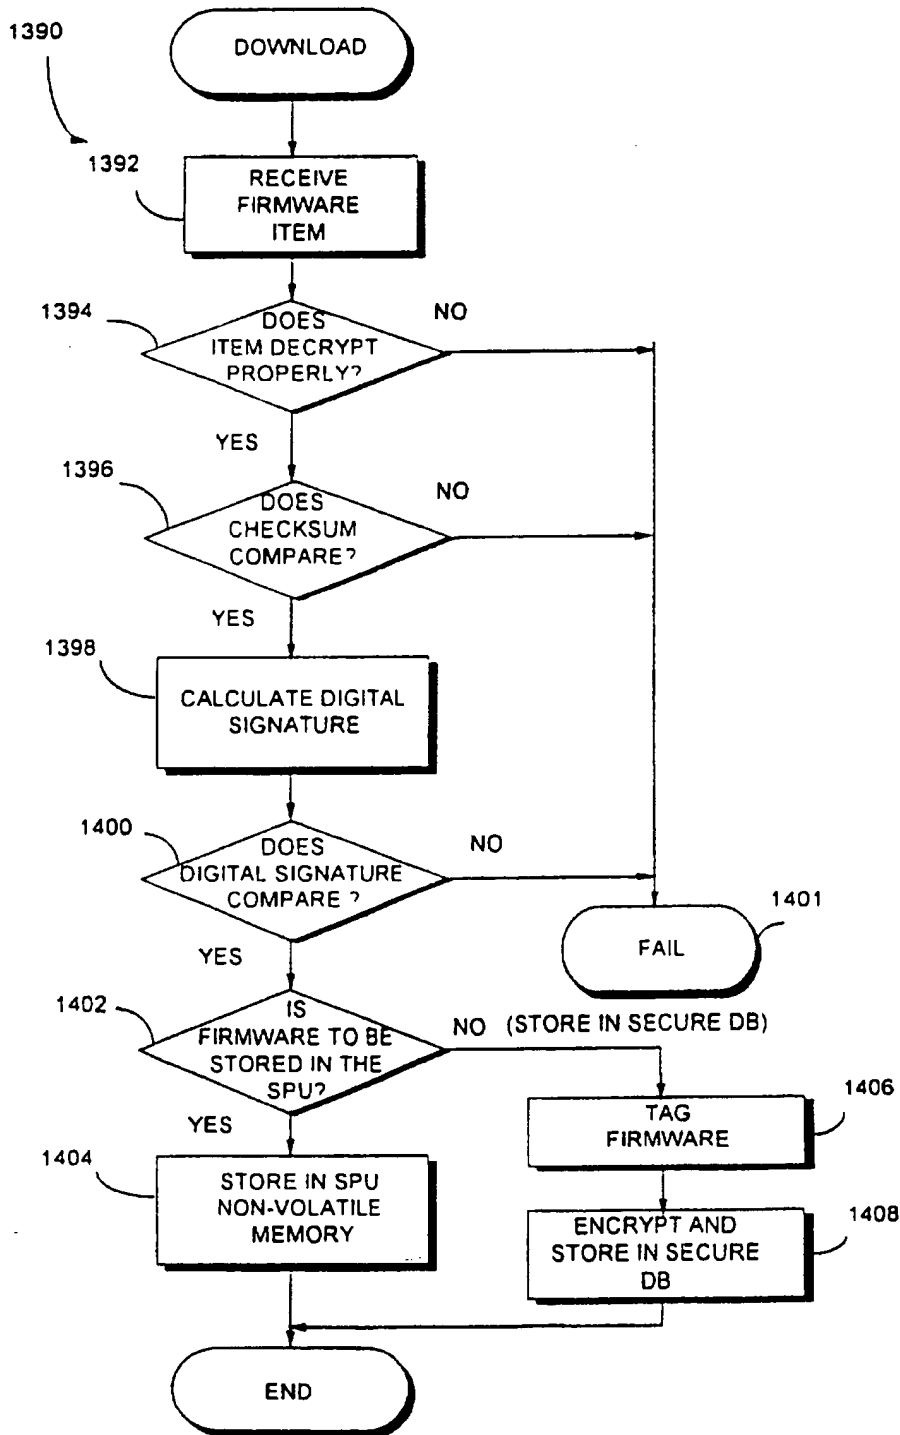 1390
DOWNLOAD
1392
RECEIVE
FIRMWARE
ITEM
1394
DOES
ITEM DECRYPT
PROPERLY?
NO
YES
1396
DOES
CHECKSUM
COMPARE?
NO
YES
1398
CALCULATE DIGITAL
SIGNATURE
1400
DOES
DIGITAL SIGNATURE
COMPARE ?
NO
YES
1401
FAIL
1402
IS
FIRMWARE TO BE
STORED IN THE
SPU?
NO (STORE IN SECURE DB)
YES
1404
STORE IN SPU
NON-VOLATILE
MEMORY
1406
TAG
FIRMWARE
1408
ENCRYPT AND
STORE IN SECURE
DB
END